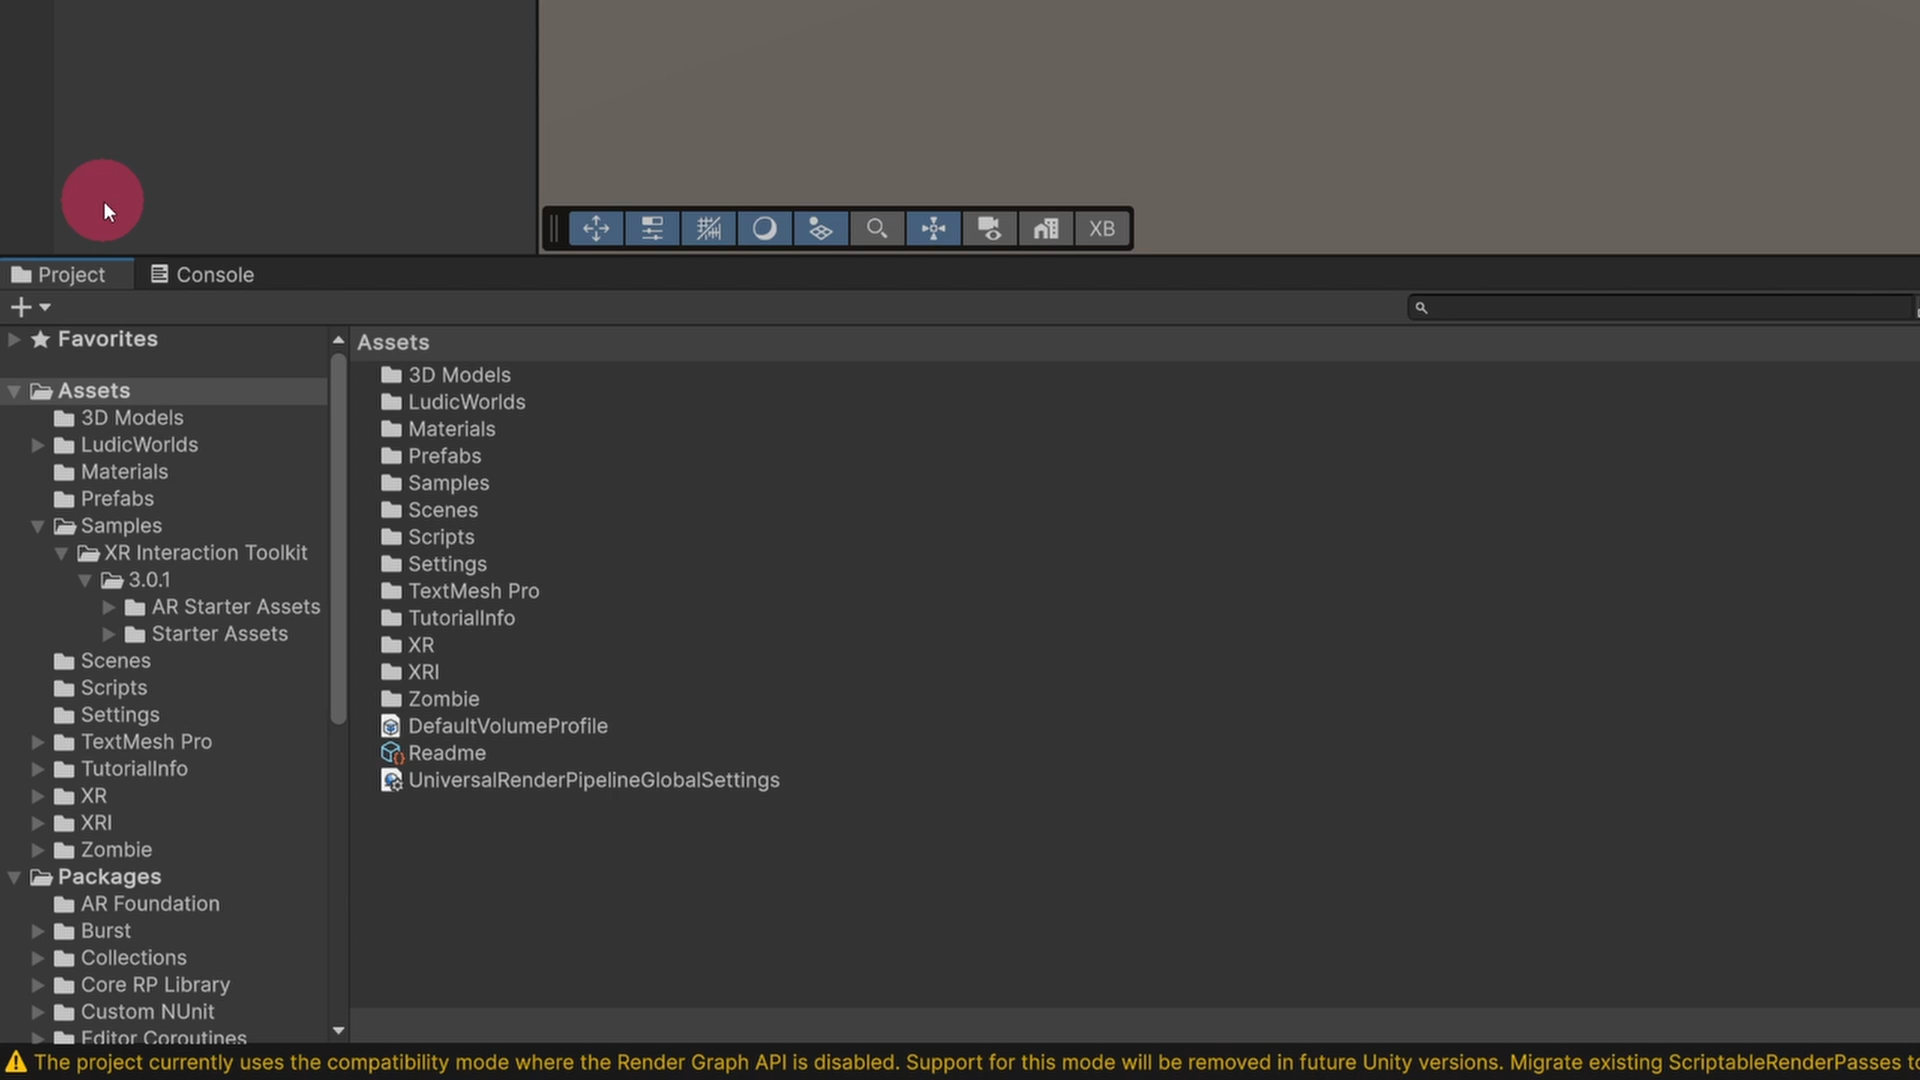 XB
Project
Console
Favorites
Assets
3D Models
LudicWorlds
Materials
Prefabs
Samples
XR Interaction Toolkit
3.0.1
AR Starter Assets
Starter Assets
Scenes
Scripts
Settings
TextMesh Pro
TutorialInfo
XR
XRI
Zombie
Packages
AR Foundation
Burst
Collections
Core RP Library
Custom NUnit
Editor Coroutines
Assets
3D Models
LudicWorlds
Materials
Prefabs
Samples
Scenes
Scripts
Settings
TextMesh Pro
TutorialInfo
XR
XRI
Zombie
DefaultVolumeProfile
Readme
UniversalRenderPipelineGlobalSettings
The project currently uses the compatibility mode where the Render Graph API is disabled. Support for this mode will be removed in future Unity versions. Migrate existing ScriptableRenderPasses